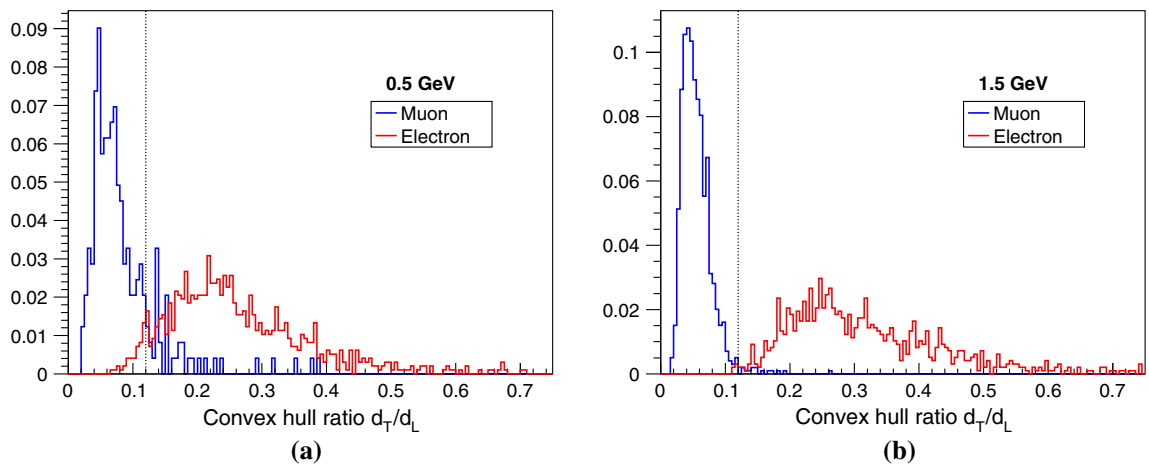 0.09
0.08
0.07
0.06
0.05
0.04
0.03
0.02
0.01
0
0 0.1 0.2 0.3 0.4 0.5 0.6 0.7
0.5 GeV
Muon
Electron
Convex hull ratio d_T/d_L
(a)
0.1
0.08
0.06
0.04
0.02
0
0 0.1 0.2 0.3 0.4 0.5 0.6 0.7
1.5 GeV
Muon
Electron
Convex hull ratio d_T/d_L
(b)